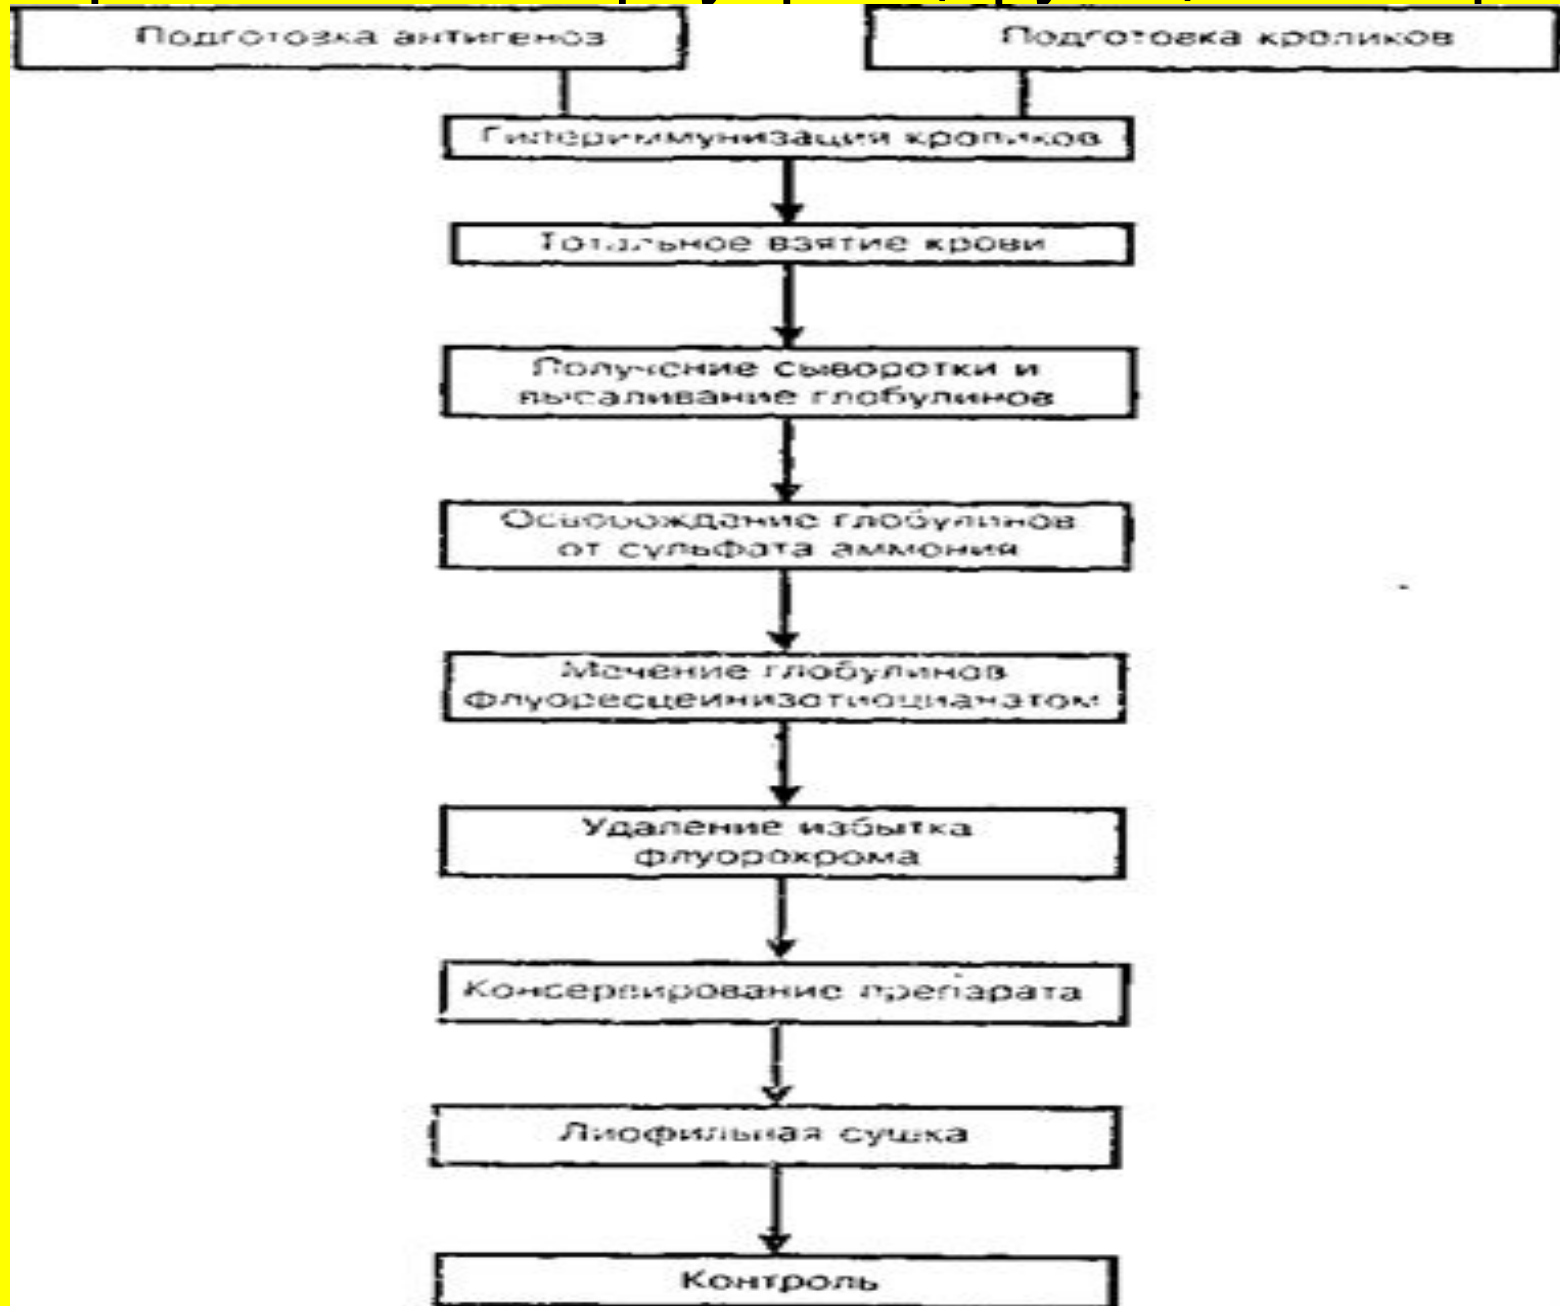 Подготовка антигенов
Подготовка кроликов
Гипериммунизация кроликов
Тотальное взятие крови
Получение сыворотки и
высаливание глобулинов
Освобождание глобулинов
от сульфата аммония
Мечение глобулинов
флуоресцеинизотиоцианатом
Удаление избытка
флуорохрома
Консервирование препарата
Лиофильная сушка
Контроль